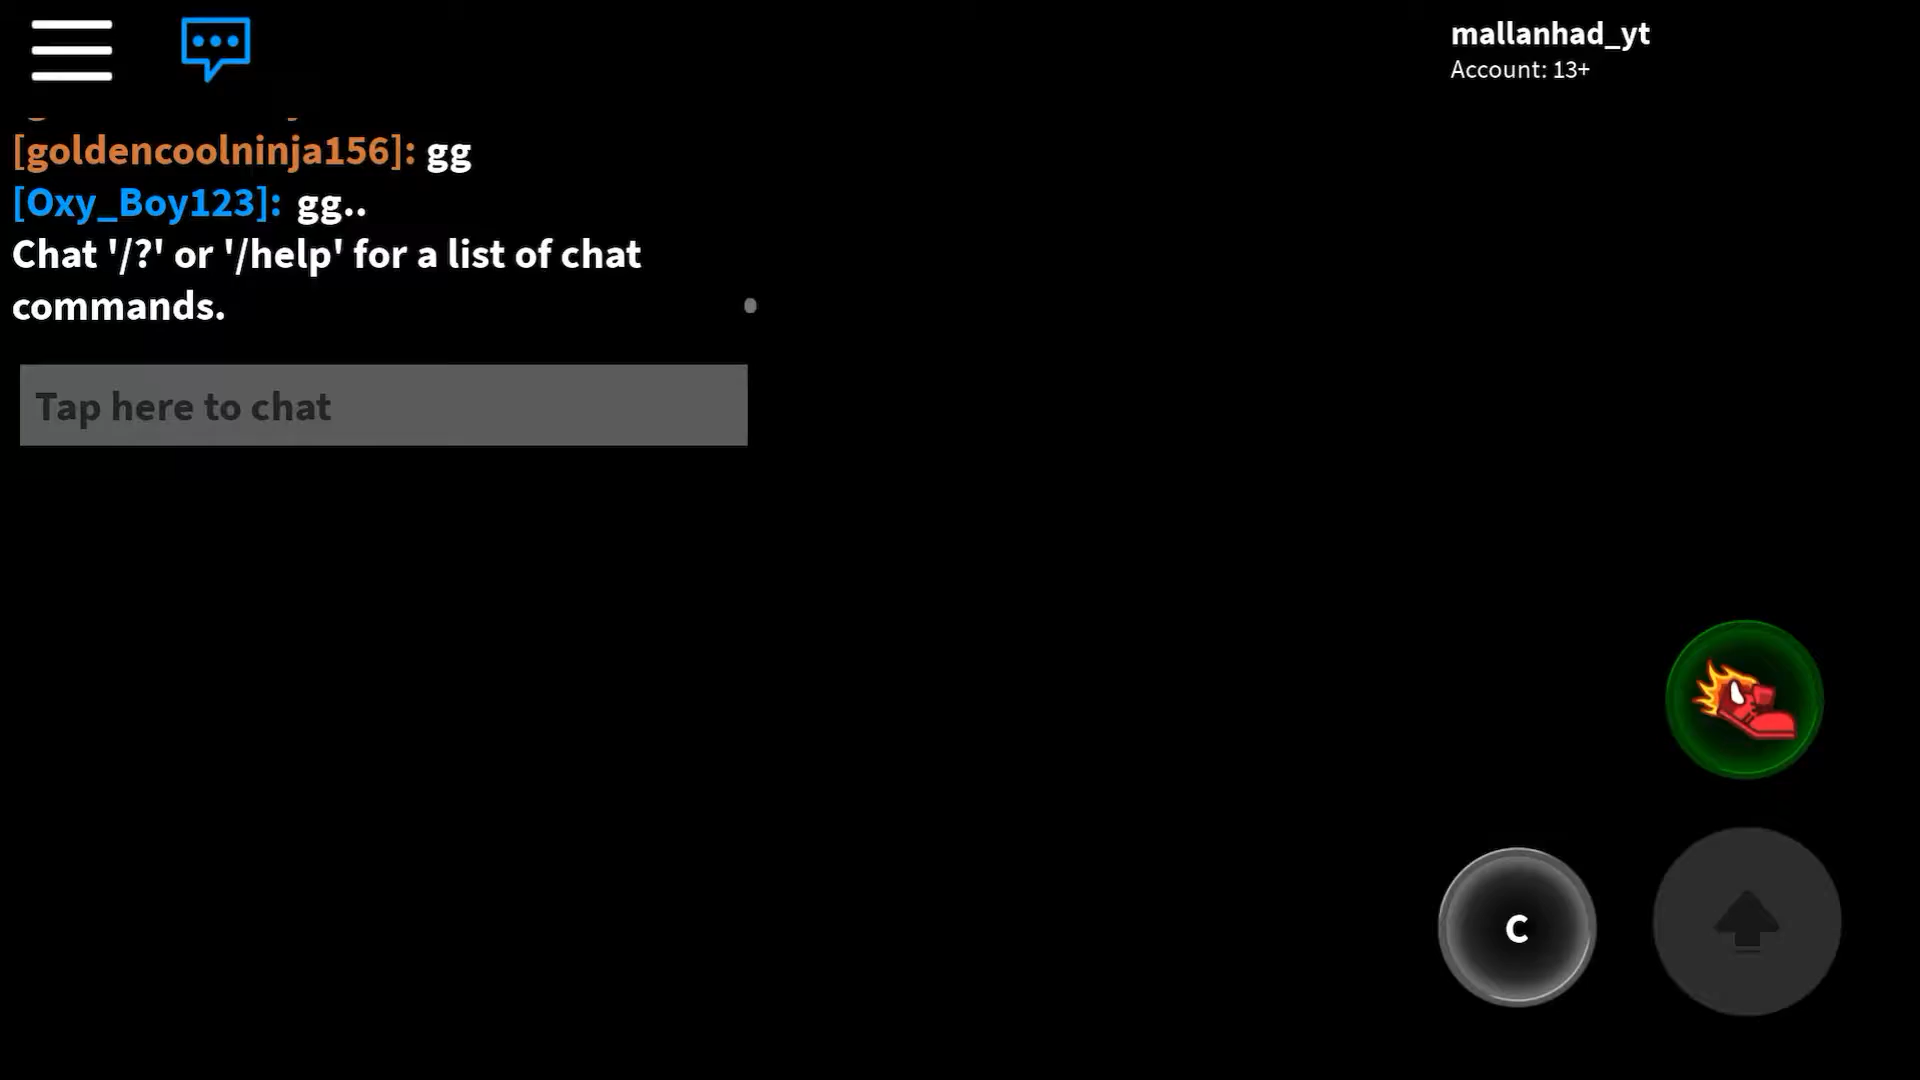 mallanhad_yt
Account: 13+
[goldencoolninja156]: gg
[Oxy_Boy123]: gg..
Chat '/?' or '/help' for a list of chat
commands.
Tap here to chat
C